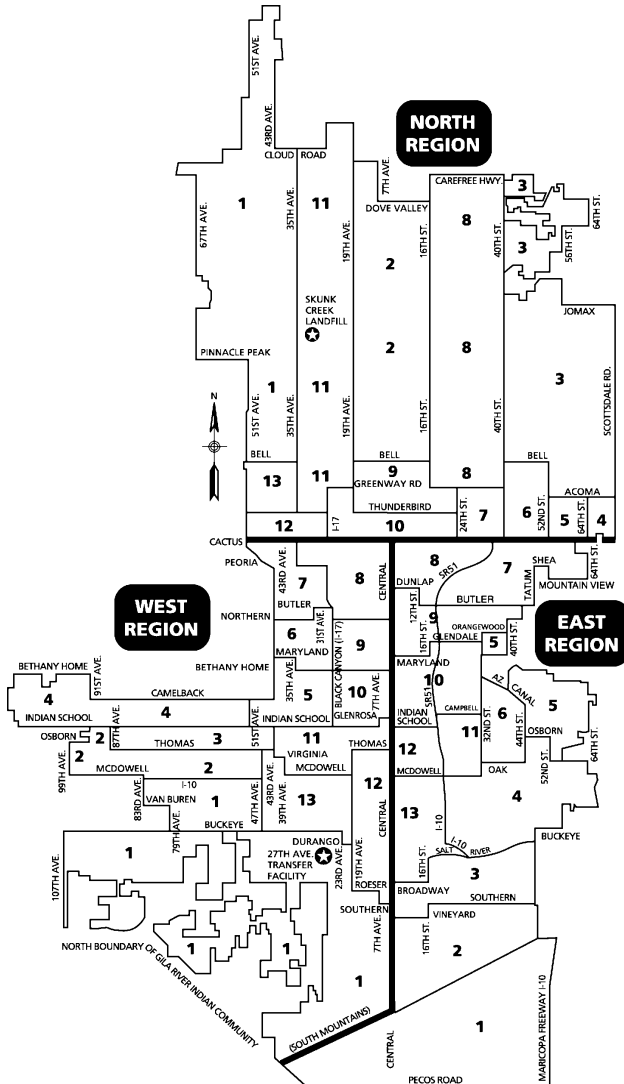 51ST AVE.
43RD AVE.
NORTH
REGION
CLOUD ROAD
7TH AVE.
CAREFREE HWY.
3
67TH AVE.
1
35TH AVE.
11
19TH AVE.
DOVE VALLEY
16TH ST.
8
40TH ST.
3
56TH ST.
64TH ST.
2
SKUNK
CREEK
LANDFILL
JOMAX
PINNACLE PEAK
2
8
3
SCOTTSDALE RD.
N
1
51ST AVE.
35TH AVE.
11
19TH AVE.
16TH ST.
40TH ST.
BELL
BELL
BELL
13
11
9
GREENWAY RD
8
ACOMA
THUNDERBIRD
12
I-17
10
24TH ST.
7
6
52ND ST.
5
64TH ST.
4
CACTUS
PEORIA
43RD AVE.
7
8
CENTRAL
8
DUNLAP
SR51
7
SHEA
64TH ST.
MOUNTAIN VIEW
TATUM
WEST
REGION
BUTLER
BUTLER
NORTHERN
31ST AVE.
12TH ST.
9
EAST
REGION
6
MARYLAND
BLACK CANYON (I-17)
9
16TH ST.
GLENDALE
ORANGEWOOD
5
40TH ST.
BETHANY HOME
91ST AVE.
BETHANY HOME
MARYLAND
4
CAMELBACK
35TH AVE.
5
10
7TH AVE.
10
SR51
AZ CANAL
5
INDIAN SCHOOL
4
INDIAN SCHOOL
GLENROSA
INDIAN
SCHOOL
CAMPBELL
6
OSBORN
2
87TH AVE.
3
51ST AVE.
11
12
11
32ND ST.
44TH ST.
OSBORN
64TH ST.
THOMAS
VIRGINIA
THOMAS
99TH AVE.
2
MCDOWELL
2
MCDOWELL
MCDOWELL
OAK
52ND ST.
I-10
43RD AVE.
12
4
83RD AVE.
VAN BUREN
1
47TH AVE.
39TH AVE.
13
CENTRAL
13
I-10
79TH AVE.
BUCKEYE
BUCKEYE
107TH AVE.
1
DURANGO
27TH AVE.
TRANSFER
FACILITY
23RD AVE.
19TH AVE.
16TH ST.
I-10
SALT RIVER
3
ROESER
BROADWAY
SOUTHERN
SOUTHERN
VINEYARD
NORTH BOUNDARY OF GILA RIVER INDIAN COMMUNITY
1
1
7TH AVE.
16TH ST.
2
1
(SOUTH MOUNTAINS)
CENTRAL
1
MARICOPA FREEWAY I-10
PECOS ROAD